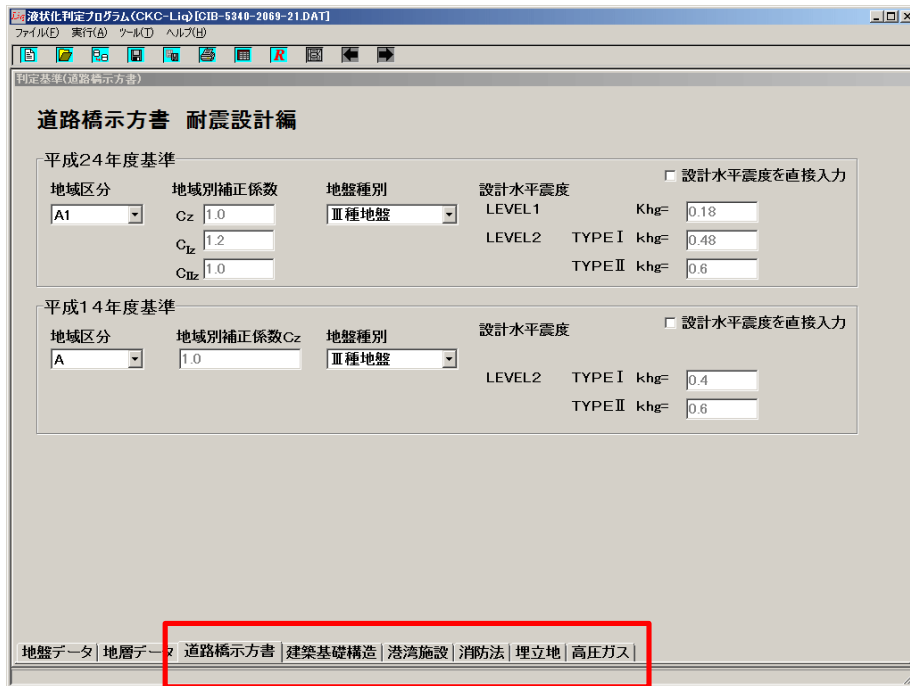 液状化判定プログラム(CKC-Liq)[CIB-5340-2069-21.DAT]
ファイル(F) 実行(A) ツール(T) ヘルプ(H)
判定基準(道路橋示方書)
道路橋示方書 耐震設計編
平成24年度基準
設計水平震度を直接入力
地域区分 地域別補正係数 地盤種別 設計水平震度
A1 Cz 1.0 Ⅲ種地盤 LEVEL1 Khg= 0.18
CⅠz 1.2 LEVEL2 TYPEⅠ khg= 0.48
CⅡz 1.0 TYPEⅡ khg= 0.6
平成14年度基準
設計水平震度を直接入力
地域区分 地域別補正係数Cz 地盤種別 設計水平震度
A 1.0 Ⅲ種地盤
LEVEL2 TYPEⅠ khg= 0.4
TYPEⅡ khg= 0.6
地盤データ 地層データ 道路橋示方書 建築基礎構造 港湾施設 消防法 埋立地 高圧ガス